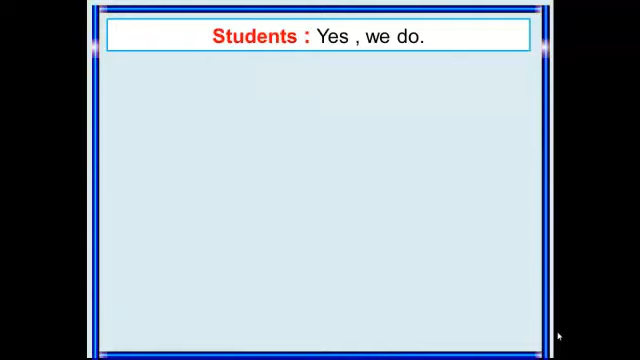 Students : Yes , we do.